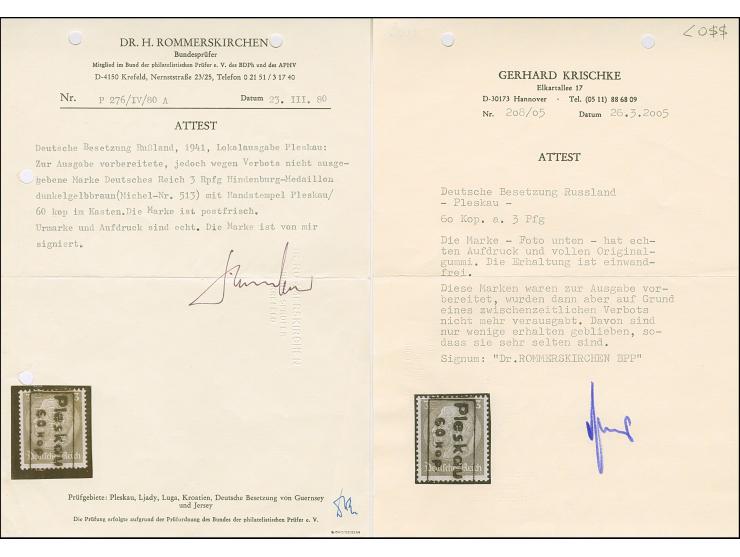 DR. H. ROMMERSKIRCHEN
Bundesprüfer
Mitglied im Bund der philatelistischen Prüfer e. V. des BDPh und des APHV
D-4150 Krefeld, Nernststraße 23/25, Telefon 0 21 51 / 3 17 40
Nr. P 276/IV/80 A Datum 23. III. 80
ATTEST
Deutsche Besetzung Rußland, 1941, Lokalausgabe Pleskau:
Zur Ausgabe vorbereitete, jedoch wegen Verbots nicht ausge-
gebene Marke Deutsches Reich 3 Rpfg Hindenburg-Medaillon
dunkelgelbbraun(Michel-Nr. 513) mit Handstempel Pleskau/
60 kop im Kasten.Die Marke ist postfrisch.
Urmarke und Aufdruck sind echt. Die Marke ist von mir
signiert.
Pleskau
60 kop
3
Deutsches Reich
Prüfgebiete: Pleskau, Ljady, Luga, Kroatien, Deutsche Besetzung von Guernsey
und Jersey
Die Prüfung erfolgte aufgrund der Prüfordnung des Bundes der philatelistischen Prüfer e. V.
GERHARD KRISCHKE
Elkartallee 17
D-30173 Hannover · Tel. (05 11) 88 68 09
Nr. 208/05 Datum 26.3.2005
ATTEST
Deutsche Besetzung Russland
- Pleskau -
60 Kop. a. 3 Pfg
Die Marke - Foto unten - hat ech-
ten Aufdruck und vollen Original-
gummi. Die Erhaltung ist einwand-
frei.
Diese Marken waren zur Ausgabe vor-
bereitet, wurden dann aber auf Grund
eines zwischenzeitlichen Verbots
nicht mehr verausgabt. Davon sind
nur wenige erhalten geblieben, so-
dass sie sehr selten sind.
Signum: "Dr.ROMMERSKIRCHEN BPP"
Pleskau
60 kop
3
Deutsches Reich